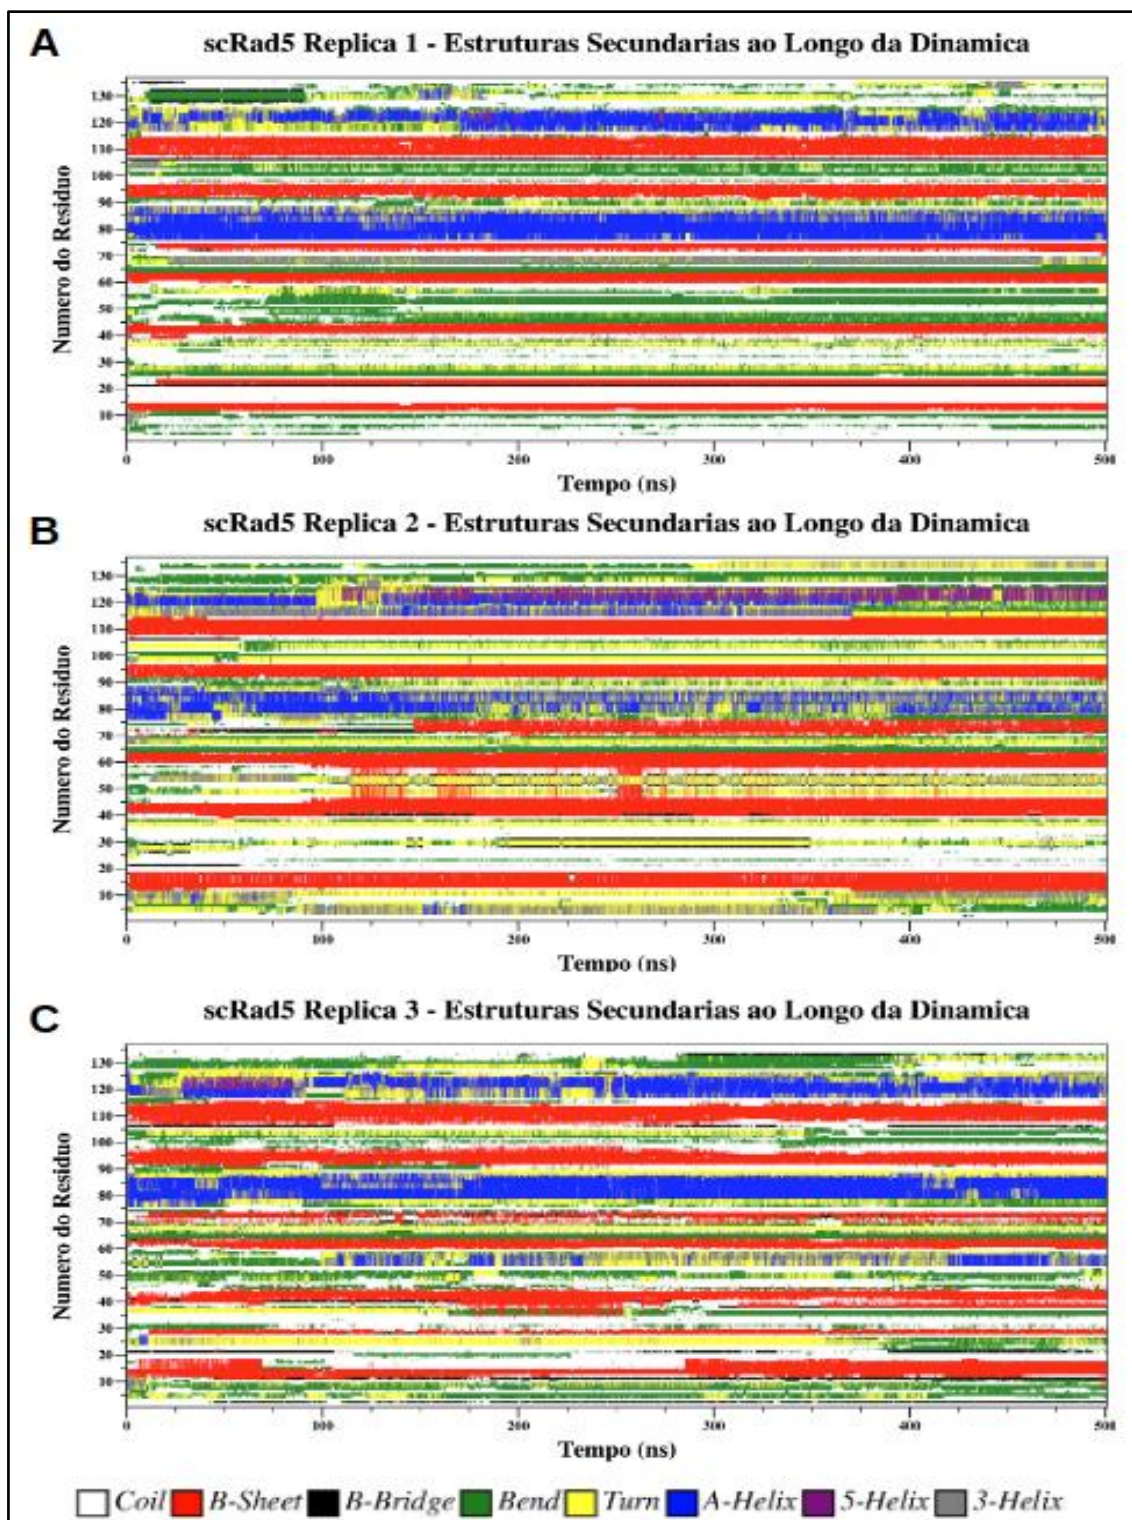 A
scRad5 Replica 1 - Estruturas Secundarias ao Longo da Dinamica
Numero do Residuo
130
120
110
100
90
80
70
60
50
40
30
20
10
0 100 200 300 400 500
Tempo (ns)
B
scRad5 Replica 2 - Estruturas Secundarias ao Longo da Dinamica
Numero do Residuo
130
120
110
100
90
80
70
60
50
40
30
20
10
0 100 200 300 400 500
Tempo (ns)
C
scRad5 Replica 3 - Estruturas Secundarias ao Longo da Dinamica
Numero do Residuo
130
120
110
100
90
80
70
60
50
40
30
20
10
0 100 200 300 400 500
Tempo (ns)
Coil B-Sheet B-Bridge Bend Turn A-Helix 5-Helix 3-Helix